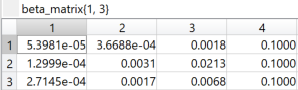 beta_matrix{1, 3}
1 2 3 4
1 5.3981e-05 3.6688e-04 0.0018 0.1000
2 1.2999e-04 0.0031 0.0213 0.1000
3 2.7145e-04 0.0017 0.0068 0.1000